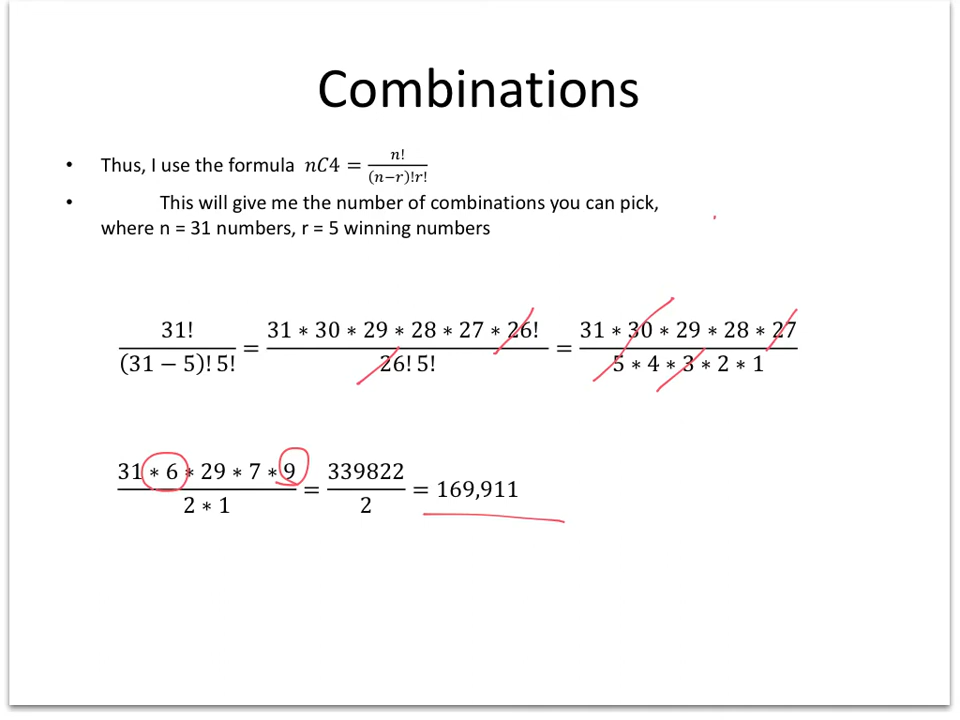 Combinations
• Thus, I use the formula nC4 = n! / (n−r)!r!
• This will give me the number of combinations you can pick,
where n = 31 numbers, r = 5 winning numbers
31! / (31 − 5)! 5! = 31 ∗ 30 ∗ 29 ∗ 28 ∗ 27 ∗ 26! / 26! 5! = 31 ∗ 30 ∗ 29 ∗ 28 ∗ 27 / 5 ∗ 4 ∗ 3 ∗ 2 ∗ 1
31 ∗ 6 ∗ 29 ∗ 7 ∗ 9 / 2 ∗ 1 = 339822 / 2 = 169,911